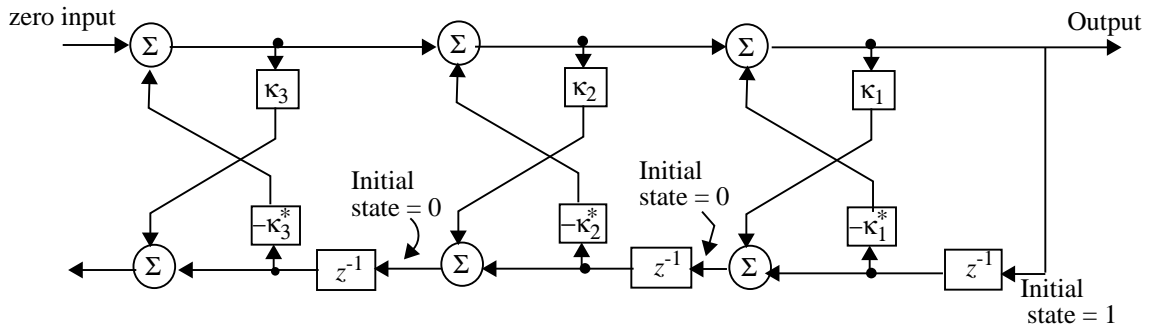 zero input
Output
Σ
Σ
Σ
κ₃
κ₂
κ₁
Initial
state = 0
Initial
state = 0
−κ₃*
−κ₂*
−κ₁*
Σ
z⁻¹
Σ
z⁻¹
Σ
z⁻¹
Initial
state = 1